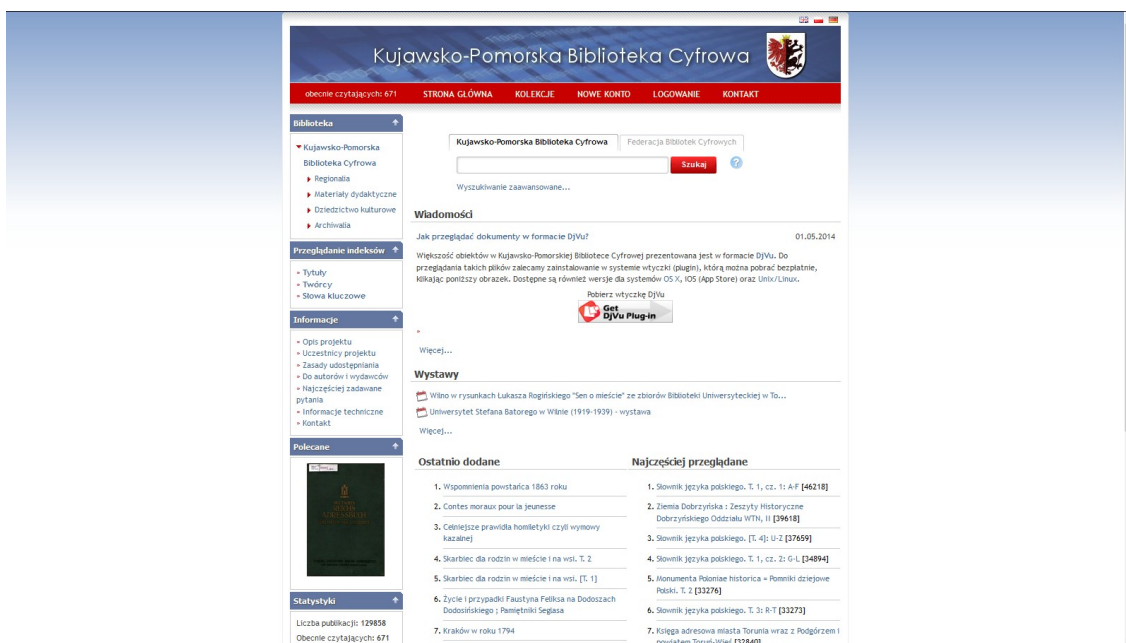 Kujawsko-Pomorska Biblioteka Cyfrowa
obecnie czytających: 671
STRONA GŁÓWNA KOLEKCJE NOWE KONTO LOGOWANIE KONTAKT
Biblioteka
Kujawsko-Pomorska
Biblioteka Cyfrowa
Regionalia
Materiały dydaktyczne
Dziedzictwo kulturowe
Archiwalia
Przeglądanie indeksów
Tytuły
Twórcy
Słowa kluczowe
Informacje
Opis projektu
Uczestnicy projektu
Zasady udostępniania
Do autorów i wydawców
Najczęściej zadawane
pytania
Informacje techniczne
Kontakt
Polecane
Statystyki
Liczba publikacji: 129858
Obecnie czytających: 671
Kujawsko-Pomorska Biblioteka Cyfrowa
Federacja Bibliotek Cyfrowych
Szukaj
?
Wyszukiwanie zaawansowane...
Wiadomości
Jak przeglądać dokumenty w formacie DjVu? 01.05.2014
Większość obiektów w Kujawsko-Pomorskiej Bibliotece Cyfrowej prezentowana jest w formacie DjVu. Do
przeglądania takich plików zalecamy zainstalowanie w systemie wtyczki (plugin), którą można pobrać bezpłatnie,
klikając poniższy obrazek. Dostępne są również wersje dla systemów OS X, iOS (App Store) oraz Unix/Linux.
Pobierz wtyczkę DjVu
Get
DjVu Plug-in
Więcej...
Wystawy
Wilno w rysunkach Łukasza Rogińskiego "Sen o mieście" ze zbiorów Biblioteki Uniwersyteckiej w To...
Uniwersytet Stefana Batorego w Wilnie (1919-1939) - wystawa
Więcej...
Ostatnio dodane
1. Wspomnienia powstańca 1863 roku
2. Contes moraux pour la jeunesse
3. Celniejsze prawidła homiletyki czyli wymowy
kazalnej
4. Skarbiec dla rodzin w mieście i na wsi. T. 2
5. Skarbiec dla rodzin w mieście i na wsi. [T. 1]
6. Życie i przypadki Faustyna Feliksa na Dodoszach
Dodosińskiego ; Pamiętniki Seglasa
7. Kraków w roku 1794
Najczęściej przeglądane
1. Słownik języka polskiego. T. 1, cz. 1: A-F [46218]
2. Ziemia Dobrzyńska : Zeszyty Historyczne
Dobrzyńskiego Oddziału WTN, II [39618]
3. Słownik języka polskiego. [T. 4]: U-Z [37659]
4. Słownik języka polskiego. T. 1, cz. 2: G-L [34894]
5. Monumenta Poloniae historica = Pomniki dziejowe
Polski. T. 2 [33276]
6. Słownik języka polskiego. T. 3: R-T [33273]
7. Księga adresowa miasta Torunia wraz z Podgórzem i
powiatem Toruń-Wieś [32840]